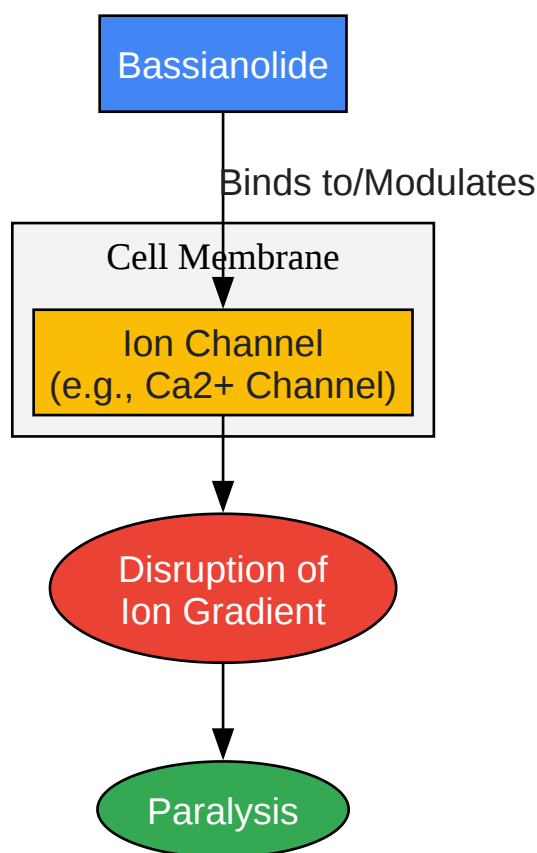 Bassianolide
Binds to/Modulates
Cell Membrane
Ion Channel
(e.g., Ca2+ Channel)
Disruption of
Ion Gradient
Paralysis